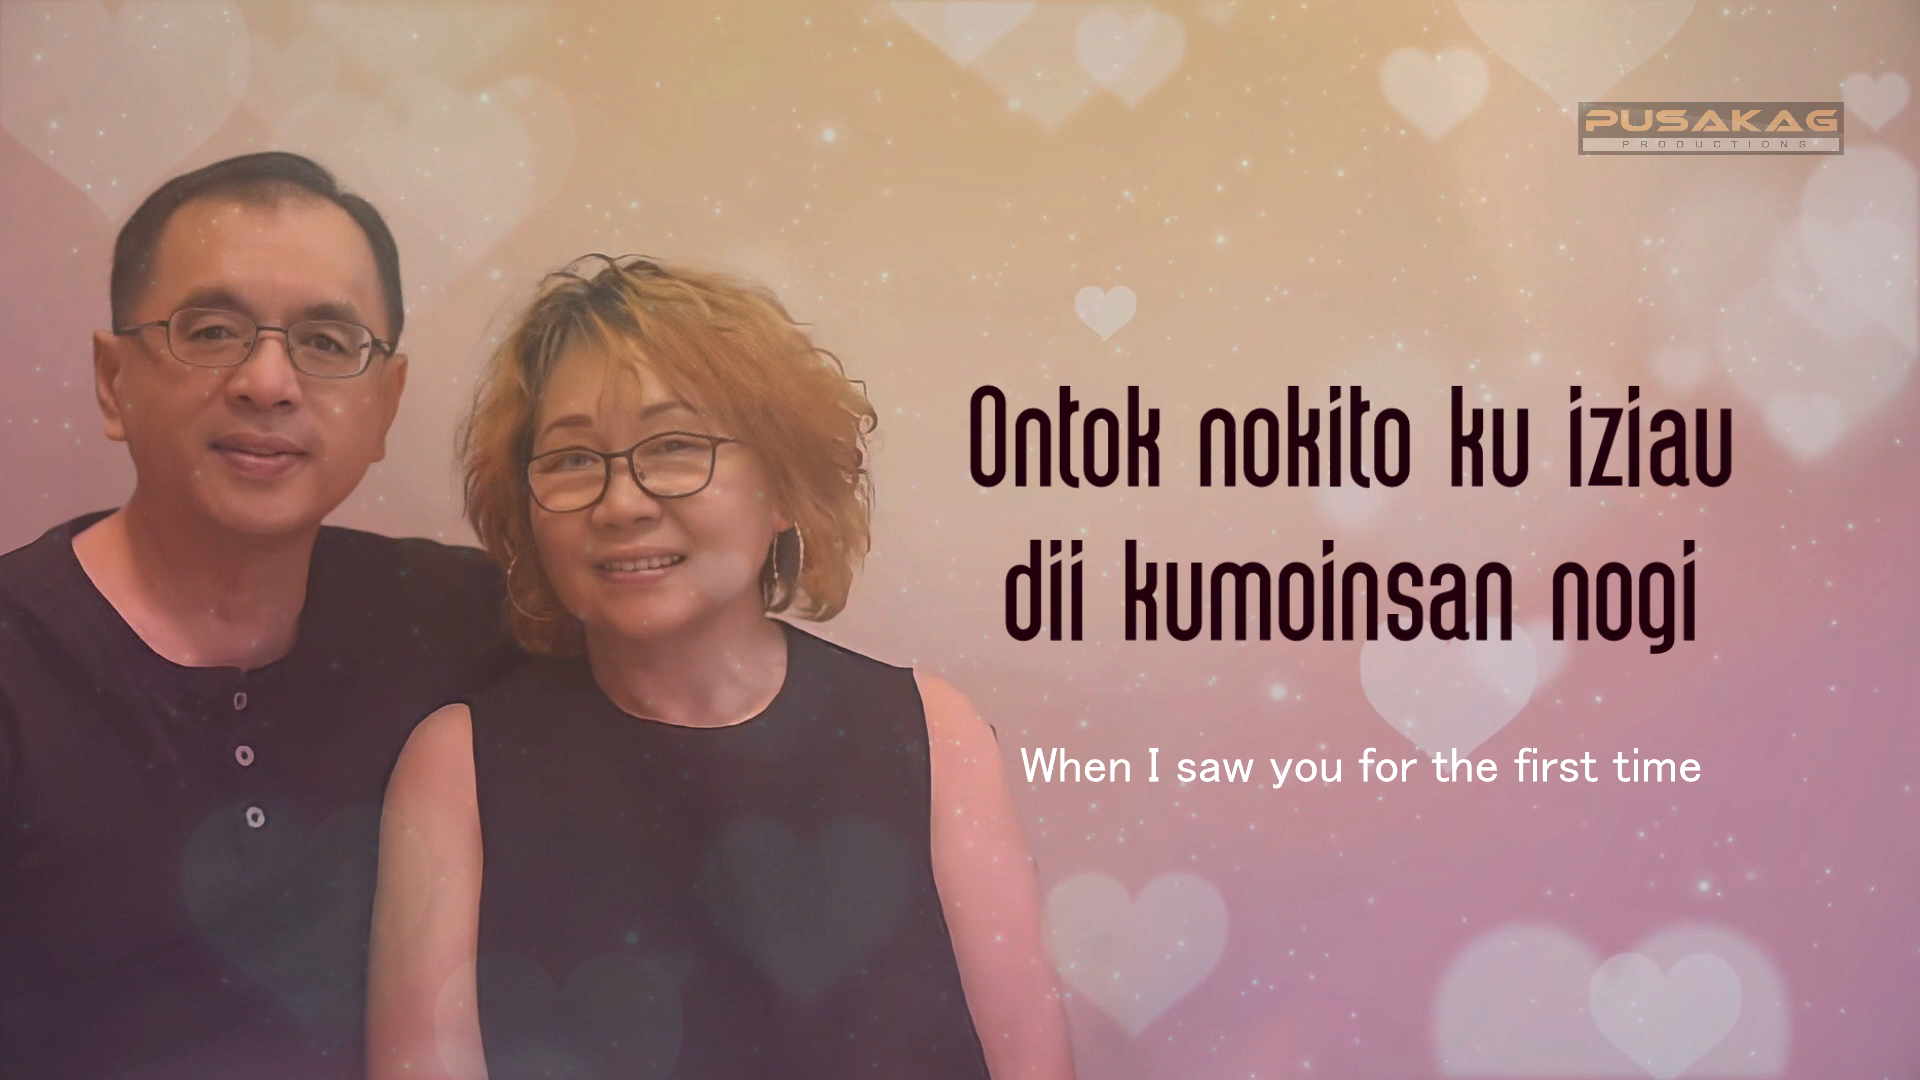 PUSAKAG
PRODUCTIONS
Ontok nokito ku iziau
dii kumoinsan nogi
When I saw you for the first time